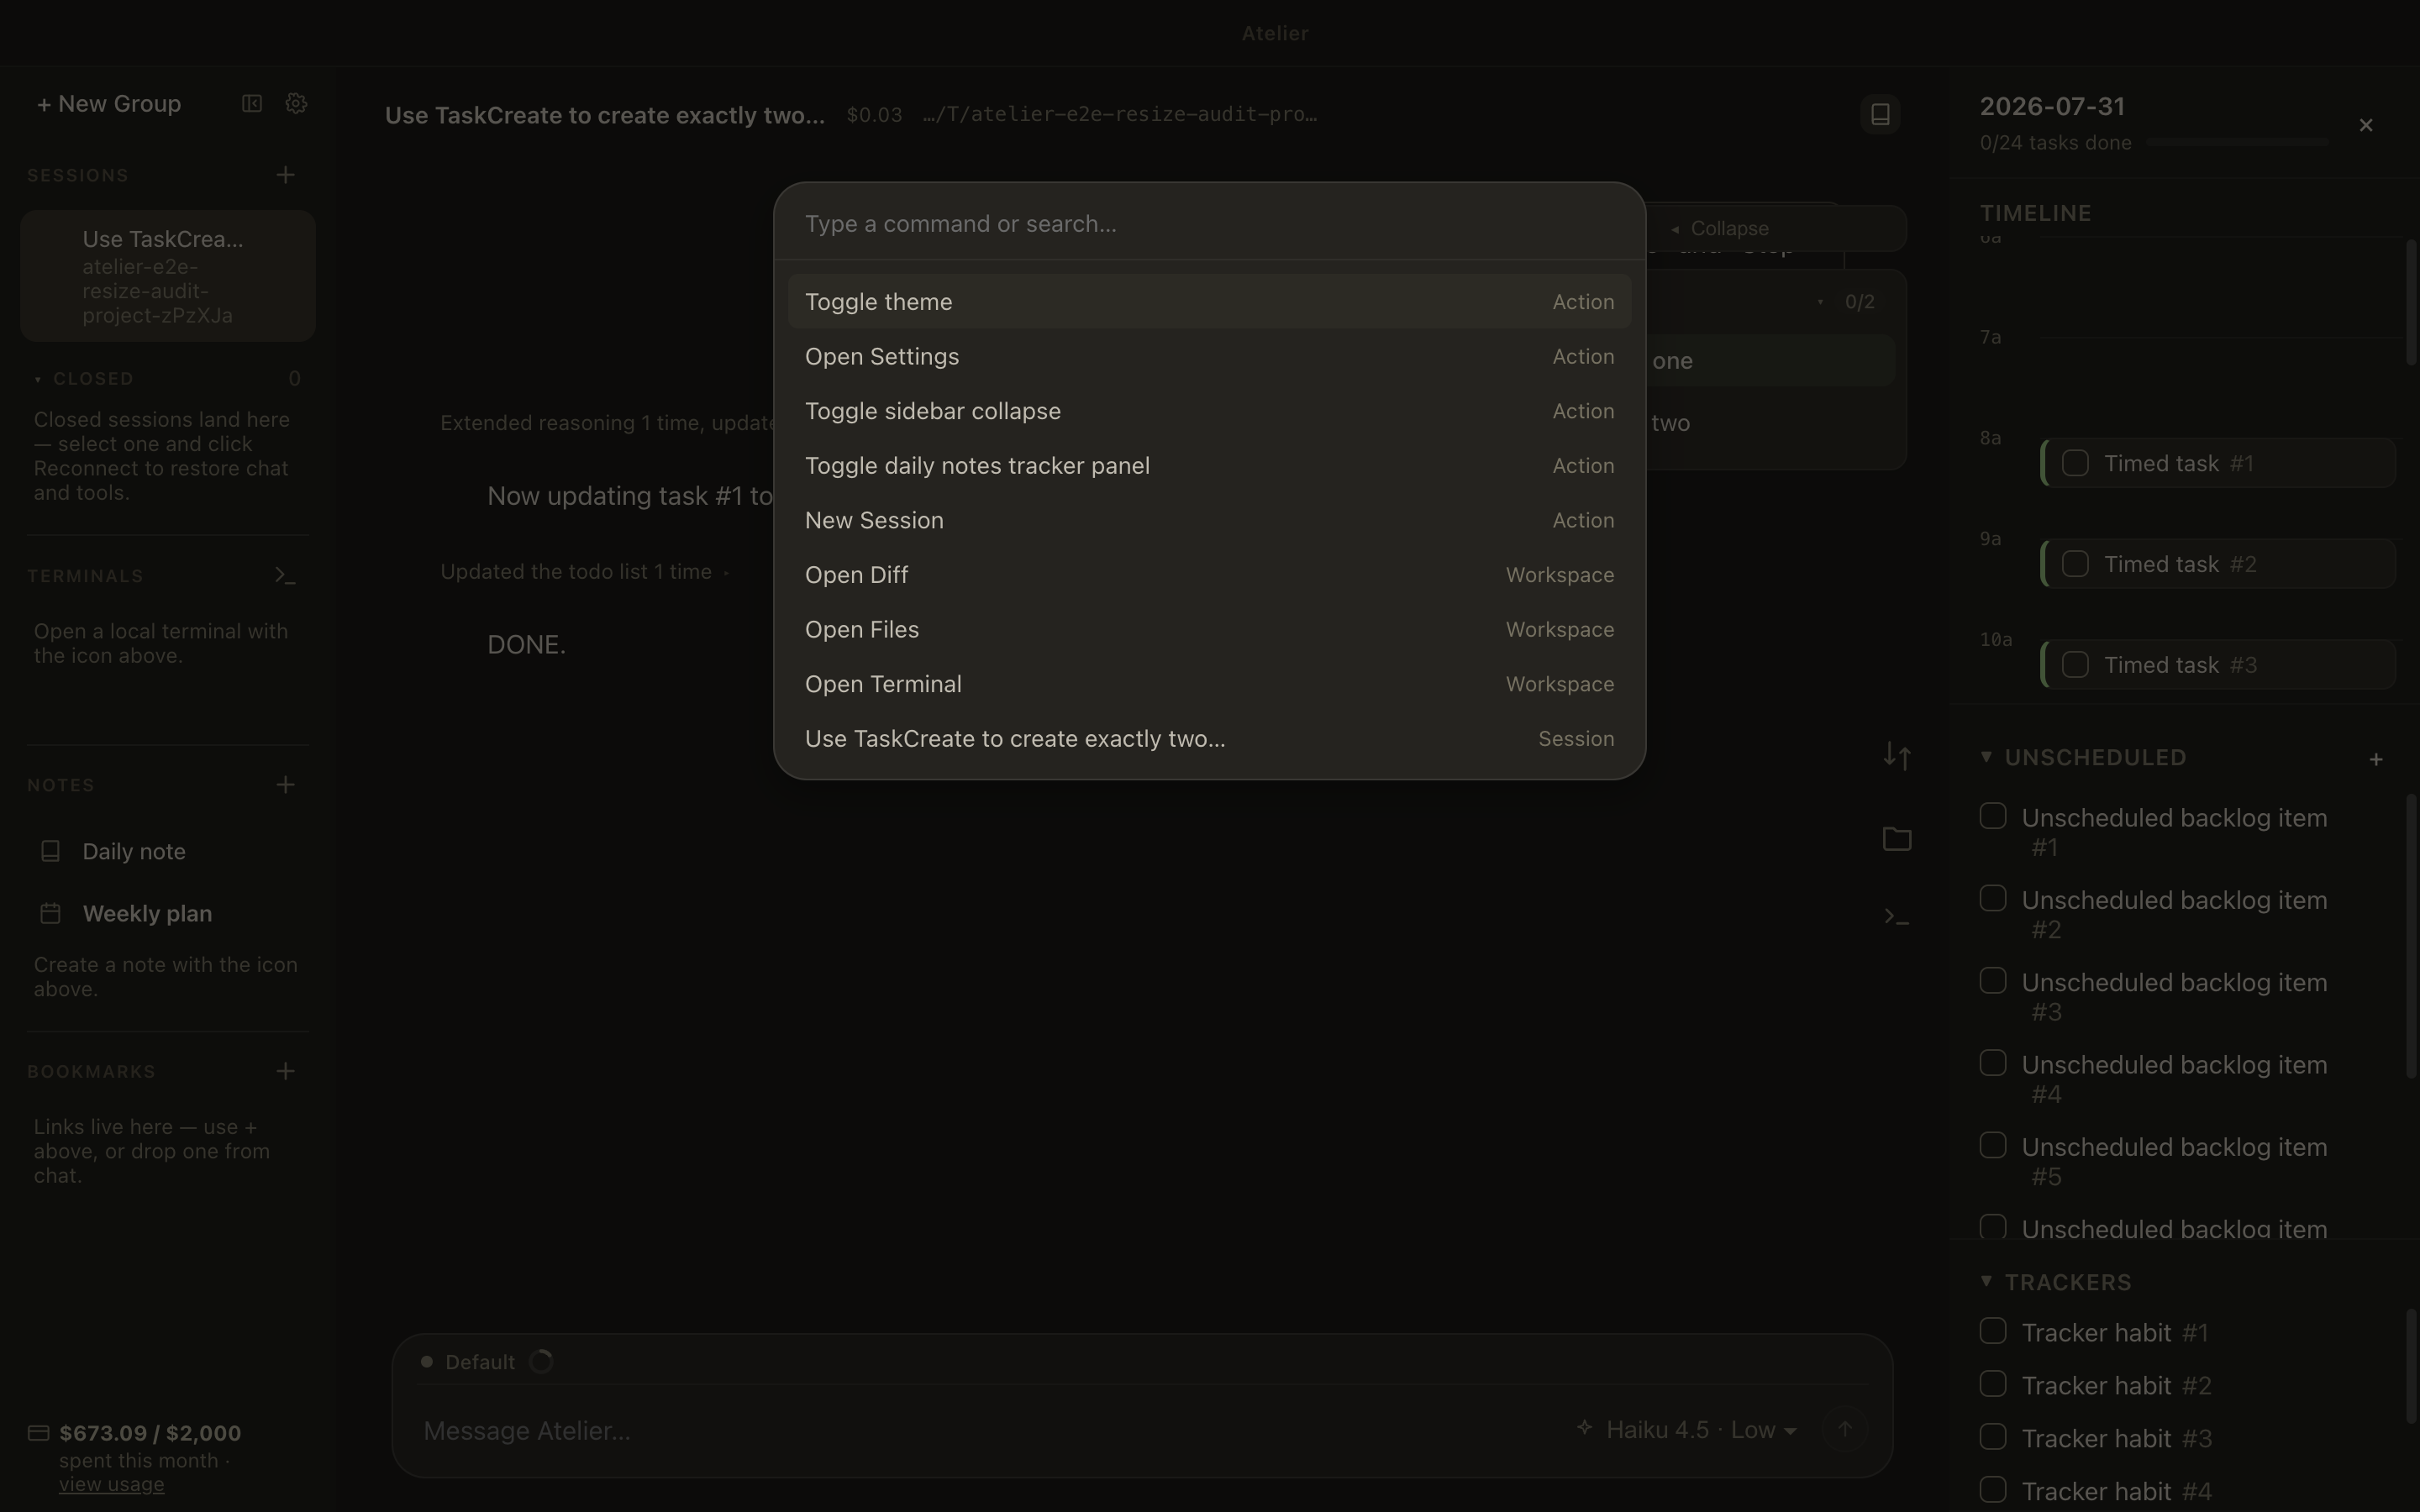 Atelier
+ New Group
SESSIONS
Use TaskCrea...
atelier-e2e-
resize-audit-
project-zPzXJa
CLOSED 0
Closed sessions land here
— select one and click
Reconnect to restore chat
and tools.
TERMINALS
Open a local terminal with
the icon above.
NOTES
Daily note
Weekly plan
Create a note with the icon
above.
BOOKMARKS
Links live here — use +
above, or drop one from
chat.
$673.09 / $2,000
spent this month ·
view usage
Use TaskCreate to create exactly two... $0.03 …/T/atelier-e2e-resize-audit-pro…
Collapse
0/2
one
two
Extended reasoning 1 time,
Now updating task #1 to
Updated the todo list 1 time
DONE.
Type a command or search...
Toggle theme Action
Open Settings Action
Toggle sidebar collapse Action
Toggle daily notes tracker panel Action
New Session Action
Open Diff Workspace
Open Files Workspace
Open Terminal Workspace
Use TaskCreate to create exactly two... Session
Default
Message Atelier...
Haiku 4.5 · Low
2026-07-31
0/24 tasks done
TIMELINE
7a
8a
Timed task #1
9a
Timed task #2
10a
Timed task #3
UNSCHEDULED +
Unscheduled backlog item
#1
Unscheduled backlog item
#2
Unscheduled backlog item
#3
Unscheduled backlog item
#4
Unscheduled backlog item
#5
Unscheduled backlog item
TRACKERS
Tracker habit #1
Tracker habit #2
Tracker habit #3
Tracker habit #4